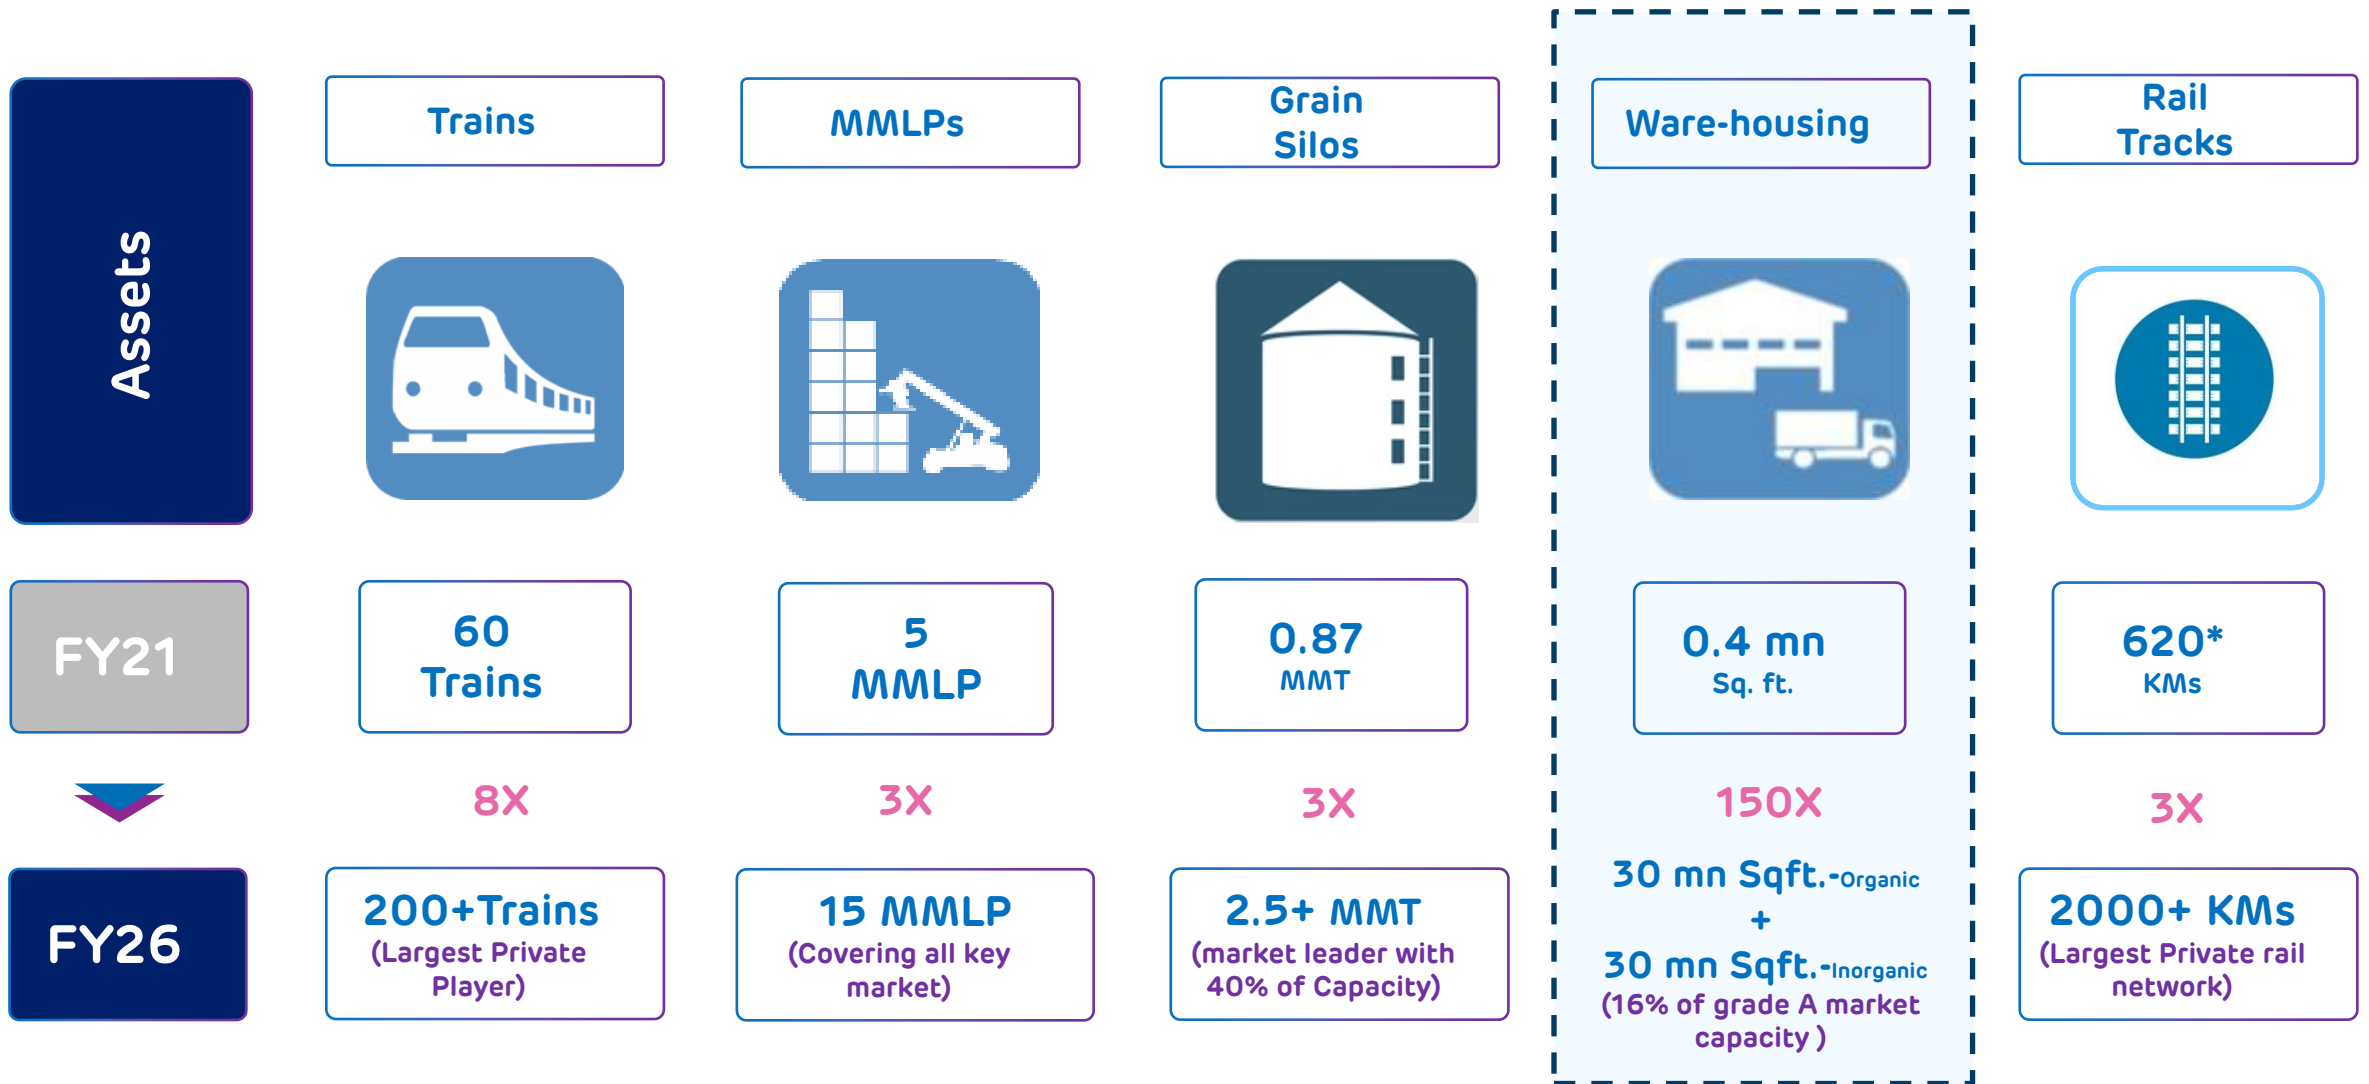 Assets
Trains
MMLPs
Grain
Silos
Ware-housing
Rail
Tracks
FY21
60
Trains
5
MMLP
0.87
MMT
0.4 mn
Sq. ft.
620*
KMs
8X
3X
3X
150X
3X
FY26
200+Trains
(Largest Private
Player)
15 MMLP
(Covering all key
market)
2.5+ MMT
(market leader with
40% of Capacity)
30 mn Sqft.-Organic
+
30 mn Sqft.-Inorganic
(16% of grade A market
capacity )
2000+ KMs
(Largest Private rail
network)